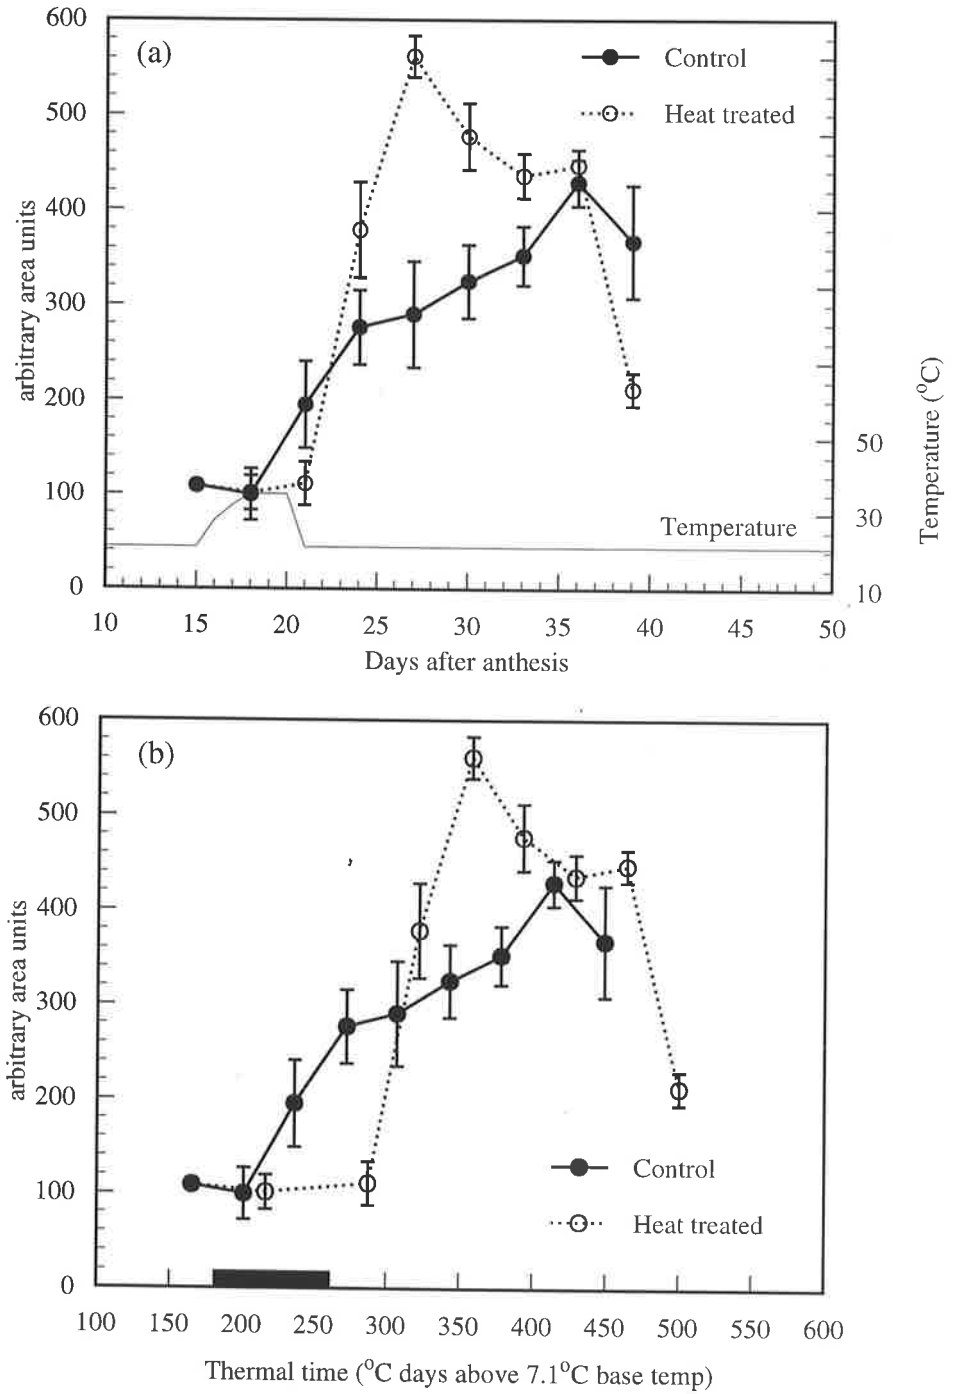 600
(a)
Control
500
Heat treated
400
arbitrary area units
300
200
Temperature (°C)
50
100
30
Temperature
0
10
10 15 20 25 30 35 40 45 50
Days after anthesis
600
(b)
500
400
arbitrary area units
300
200
Control
100
Heat treated
0
100 150 200 250 300 350 400 450 500 550 600
Thermal time (°C days above 7.1°C base temp)